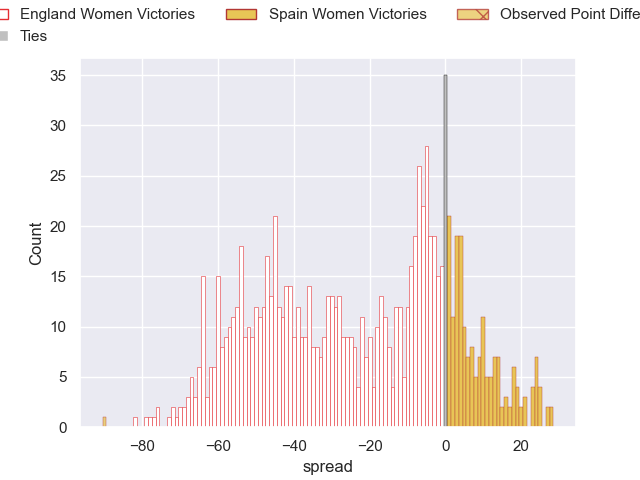 England Women Victories
Spain Women Victories
Observed Point Diffe
Ties
35
30
25
20
15
10
5
0
Count
−80 −60 −40 −20 0 20
spread